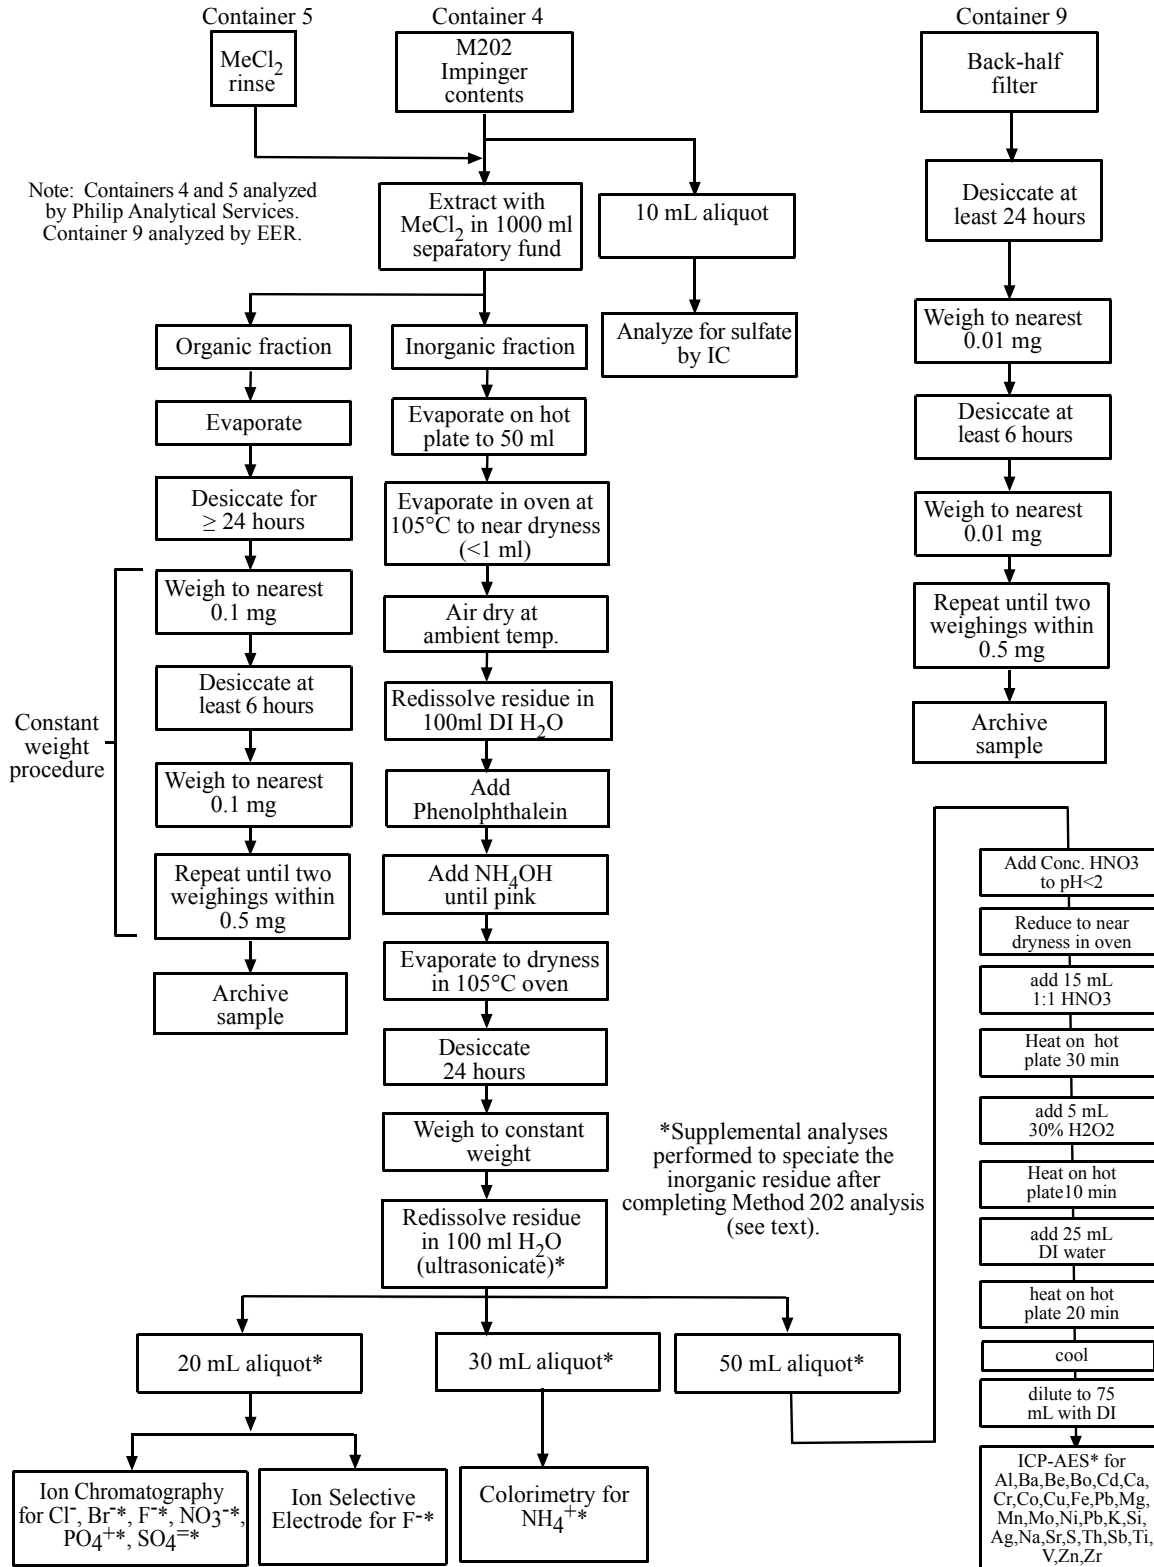 Container 5
MeCl2
rinse
Container 4
M202
Impinger
contents
Container 9
Back-half
filter
Note: Containers 4 and 5 analyzed
by Philip Analytical Services.
Container 9 analyzed by EER.
Extract with
MeCl2 in 1000 ml
separatory fund
10 mL aliquot
Analyze for sulfate
by IC
Organic fraction
Evaporate
Desiccate for
≥ 24 hours
Constant
weight
procedure
Weigh to nearest
0.1 mg
Desiccate at
least 6 hours
Weigh to nearest
0.1 mg
Repeat until two
weighings within
0.5 mg
Archive
sample
Inorganic fraction
Evaporate on hot
plate to 50 ml
Evaporate in oven at
105°C to near dryness
(<1 ml)
Air dry at
ambient temp.
Redissolve residue in
100ml DI H2O
Add
Phenolphthalein
Add NH4OH
until pink
Evaporate to dryness
in 105°C oven
Desiccate
24 hours
Weigh to constant
weight
Redissolve residue
in 100 ml H2O
(ultrasonicate)*
*Supplemental analyses
performed to speciate the
inorganic residue after
completing Method 202 analysis
(see text).
20 mL aliquot*
30 mL aliquot*
50 mL aliquot*
Ion Chromatography
for Cl-, Br-*, F-*, NO3-*,
PO4+*, SO4=*
Ion Selective
Electrode for F-*
Colorimetry for
NH4+*
Desiccate at
least 24 hours
Weigh to nearest
0.01 mg
Desiccate at
least 6 hours
Weigh to nearest
0.01 mg
Repeat until two
weighings within
0.5 mg
Archive
sample
Add Conc. HNO3
to pH<2
Reduce to near
dryness in oven
add 15 mL
1:1 HNO3
Heat on hot
plate 30 min
add 5 mL
30% H2O2
Heat on hot
plate10 min
add 25 mL
DI water
heat on hot
plate 20 min
cool
dilute to 75
mL with DI
ICP-AES* for
Al,Ba,Be,Bo,Cd,Ca,
Cr,Co,Cu,Fe,Pb,Mg,
Mn,Mo,Ni,Pb,K,Si,
Ag,Na,Sr,S,Th,Sb,Ti,
V,Zn,Zr